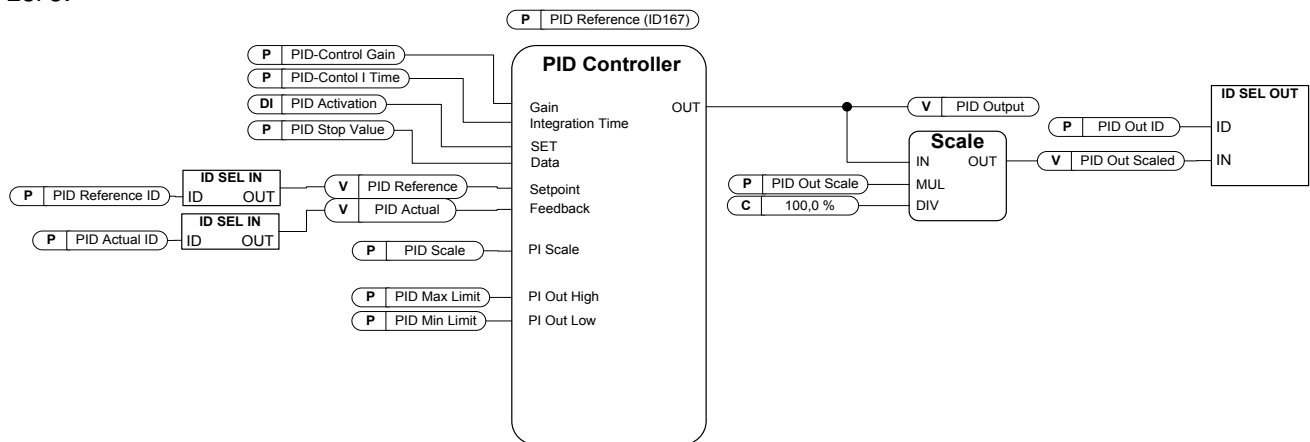 P PID Reference (ID167)
PID Controller
P PID-Control Gain
P PID-Contol I Time
DI PID Activation
P PID Stop Value
Gain
Integration Time
SET
Data
Setpoint
Feedback
PI Scale
PI Out High
PI Out Low
OUT
P PID Reference ID
ID SEL IN
ID OUT
V PID Reference
P PID Actual ID
ID SEL IN
ID OUT
V PID Actual
P PID Scale
P PID Max Limit
P PID Min Limit
V PID Output
Scale
IN OUT
MUL
DIV
P PID Out Scale
C 100,0 %
V PID Out Scaled
P PID Out ID
ID SEL OUT
ID
IN